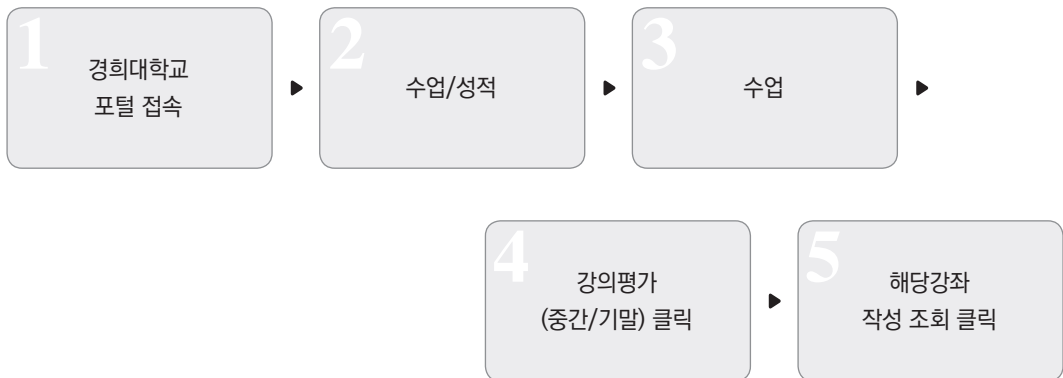 1
경희대학교
포털 접속
2
수업/성적
3
수업
4
강의평가
(중간/기말) 클릭
5
해당강좌
작성 조회 클릭